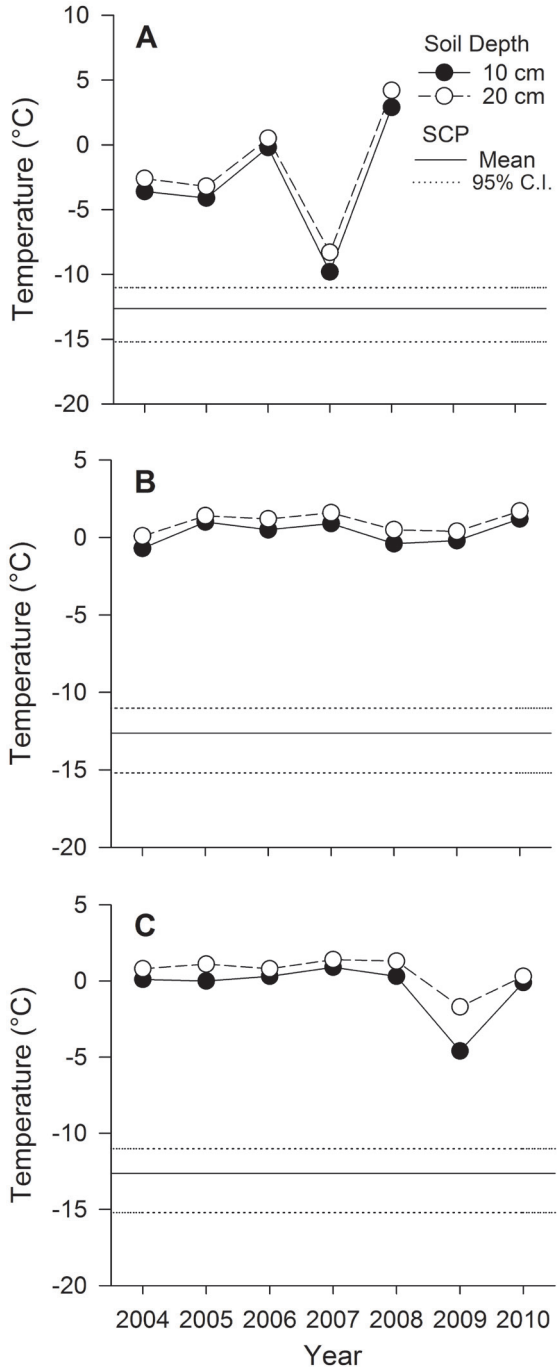 A
Soil Depth
10 cm
20 cm
SCP
Mean
95% C.I.
10
5
0
-5
-10
-15
-20
Temperature (°C)
B
5
0
-5
-10
-15
-20
Temperature (°C)
C
5
0
-5
-10
-15
-20
Temperature (°C)
2004 2005 2006 2007 2008 2009 2010
Year